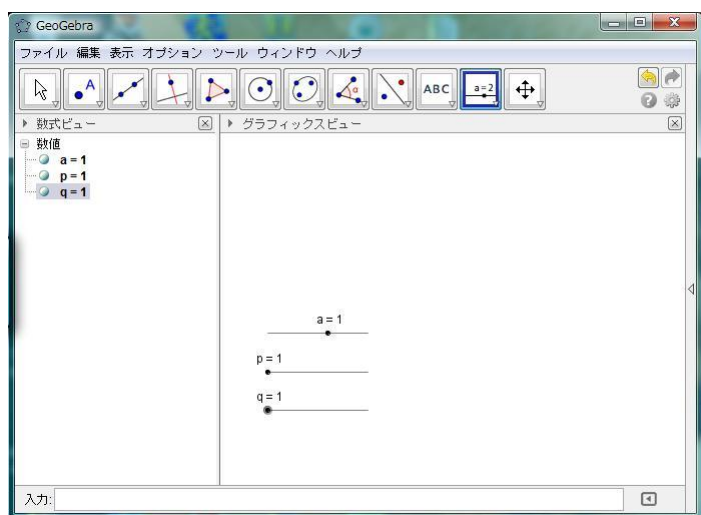 GeoGebra
ファイル 編集 表示 オプション ツール ウィンドウ ヘルプ
A α ABC a=2
数式ビュー
グラフィックスビュー
数値
a = 1
p = 1
q = 1
a = 1
p = 1
q = 1
入力: